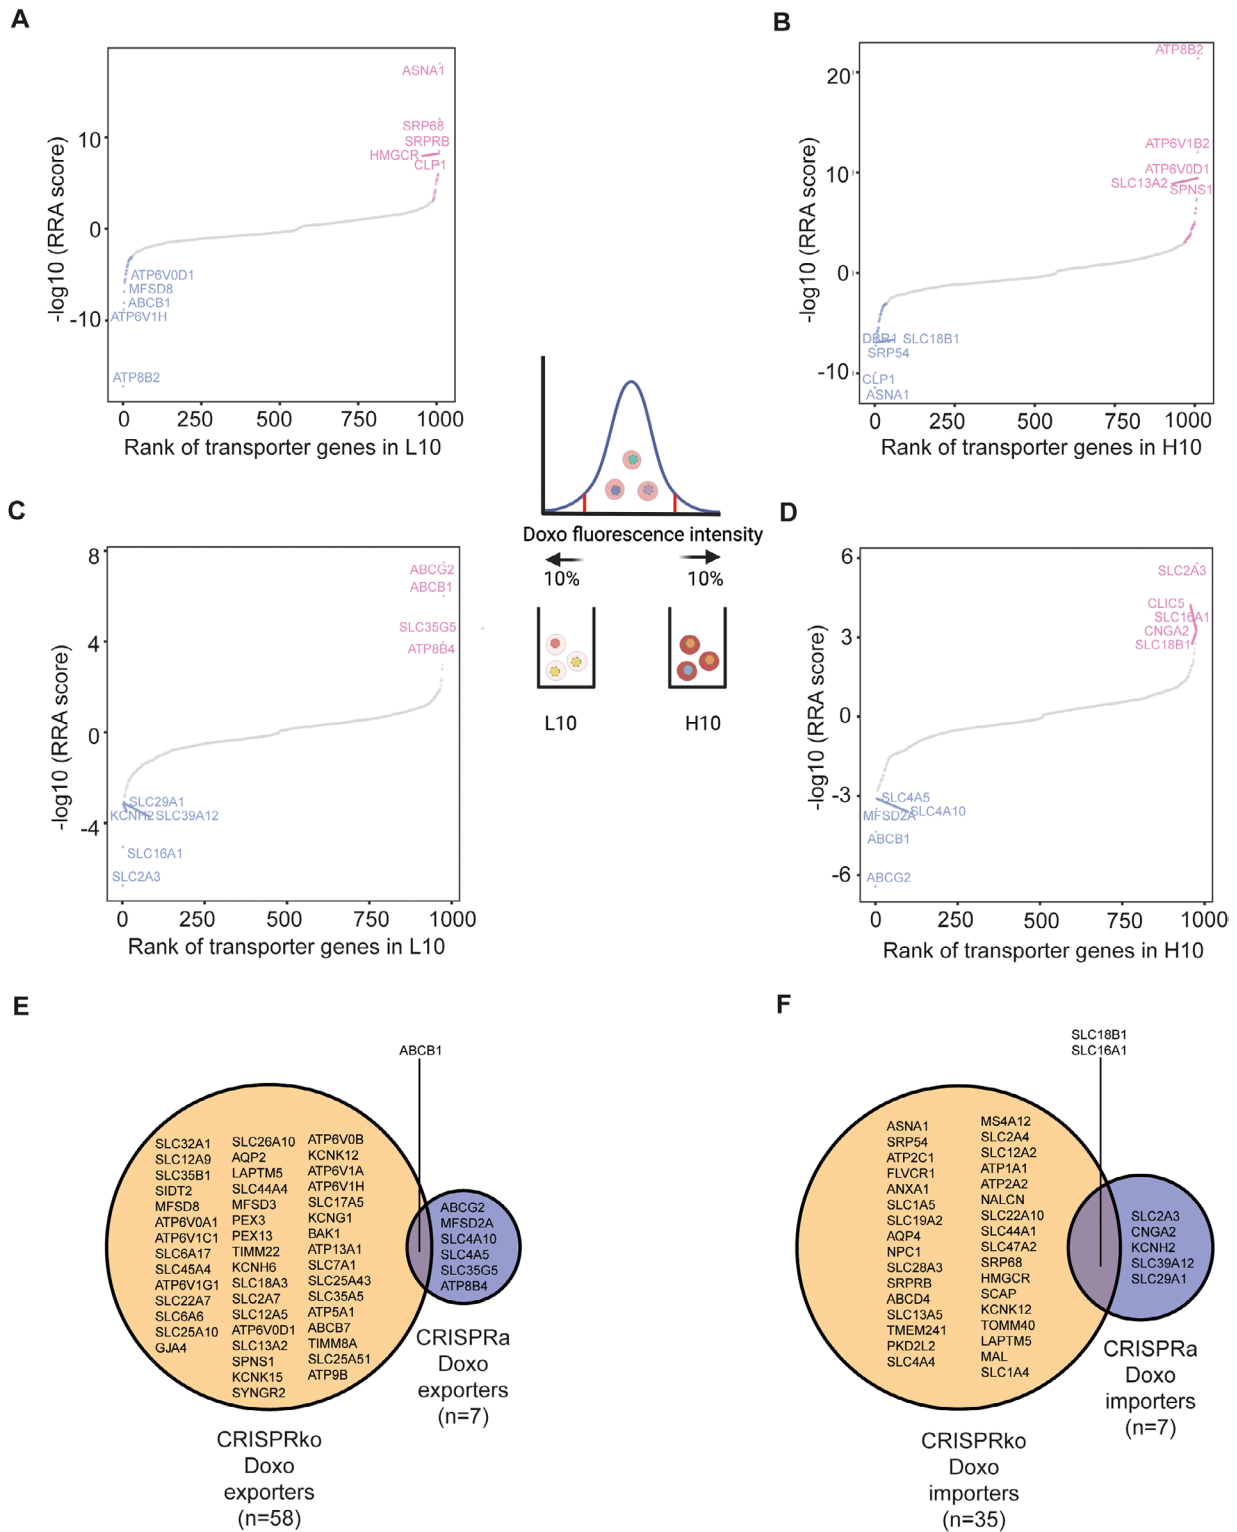 A
-log10 (RRA score)
10
0
-10
ASNA1
SRP68
SRPRB
HMGCR
CLP1
ATP6V0D1
MFSD8
ABCB1
ATP6V1H
ATP8B2
0 250 500 750 1000
Rank of transporter genes in L10
B
-log10 (RRA score)
20
10
0
-10
ATP8B2
ATP6V1B2
ATP6V0D1
SLC13A2
SPNS1
DBR1 SLC18B1
SRP54
CLP1
ASNA1
0 250 500 750 1000
Rank of transporter genes in H10
Doxo fluorescence intensity
10% 10%
L10 H10
C
-log10 (RRA score)
8
4
0
-4
ABCG2
ABCB1
SLC35G5
ATP8B4
SLC29A1
KCNH2 SLC39A12
SLC16A1
SLC2A3
0 250 500 750 1000
Rank of transporter genes in L10
D
-log10 (RRA score)
6
3
0
-3
-6
SLC2A3
CLIC5
SLC16A1
CNGA2
SLC18B1
SLC4A5
MFSD2A SLC4A10
ABCB1
ABCG2
0 250 500 750 1000
Rank of transporter genes in H10
E
ABCB1
SLC32A1
SLC12A9
SLC35B1
SIDT2
MFSD8
ATP6V0A1
ATP6V1C1
SLC6A17
SLC45A4
ATP6V1G1
SLC22A7
SLC6A6
SLC25A10
GJA4
SLC26A10
AQP2
LAPTM5
SLC44A4
MFSD3
PEX3
PEX13
TIMM22
KCNH6
SLC18A3
SLC2A7
SLC12A5
ATP6V0D1
SLC13A2
SPNS1
KCNK15
SYNGR2
ATP6V0B
KCNK12
ATP6V1A
ATP6V1H
SLC17A5
KCNG1
BAK1
ATP13A1
SLC7A1
SLC25A43
SLC35A5
ATP5A1
ABCB7
TIMM8A
SLC25A51
ATP9B
ABCG2
MFSD2A
SLC4A10
SLC4A5
SLC35G5
ATP8B4
CRISPRa
Doxo
exporters
(n=7)
CRISPRko
Doxo
exporters
(n=58)
F
SLC18B1
SLC16A1
ASNA1
SRP54
ATP2C1
FLVCR1
ANXA1
SLC1A5
SLC19A2
AQP4
NPC1
SLC28A3
SRPRB
ABCD4
SLC13A5
TMEM241
PKD2L2
SLC4A4
MS4A12
SLC2A4
SLC12A2
ATP1A1
ATP2A2
NALCN
SLC22A10
SLC44A1
SLC47A2
SRP68
HMGCR
SCAP
KCNK12
TOMM40
LAPTM5
MAL
SLC1A4
SLC2A3
CNGA2
KCNH2
SLC39A12
SLC29A1
CRISPRa
Doxo
importers
(n=7)
CRISPRko
Doxo
importers
(n=35)